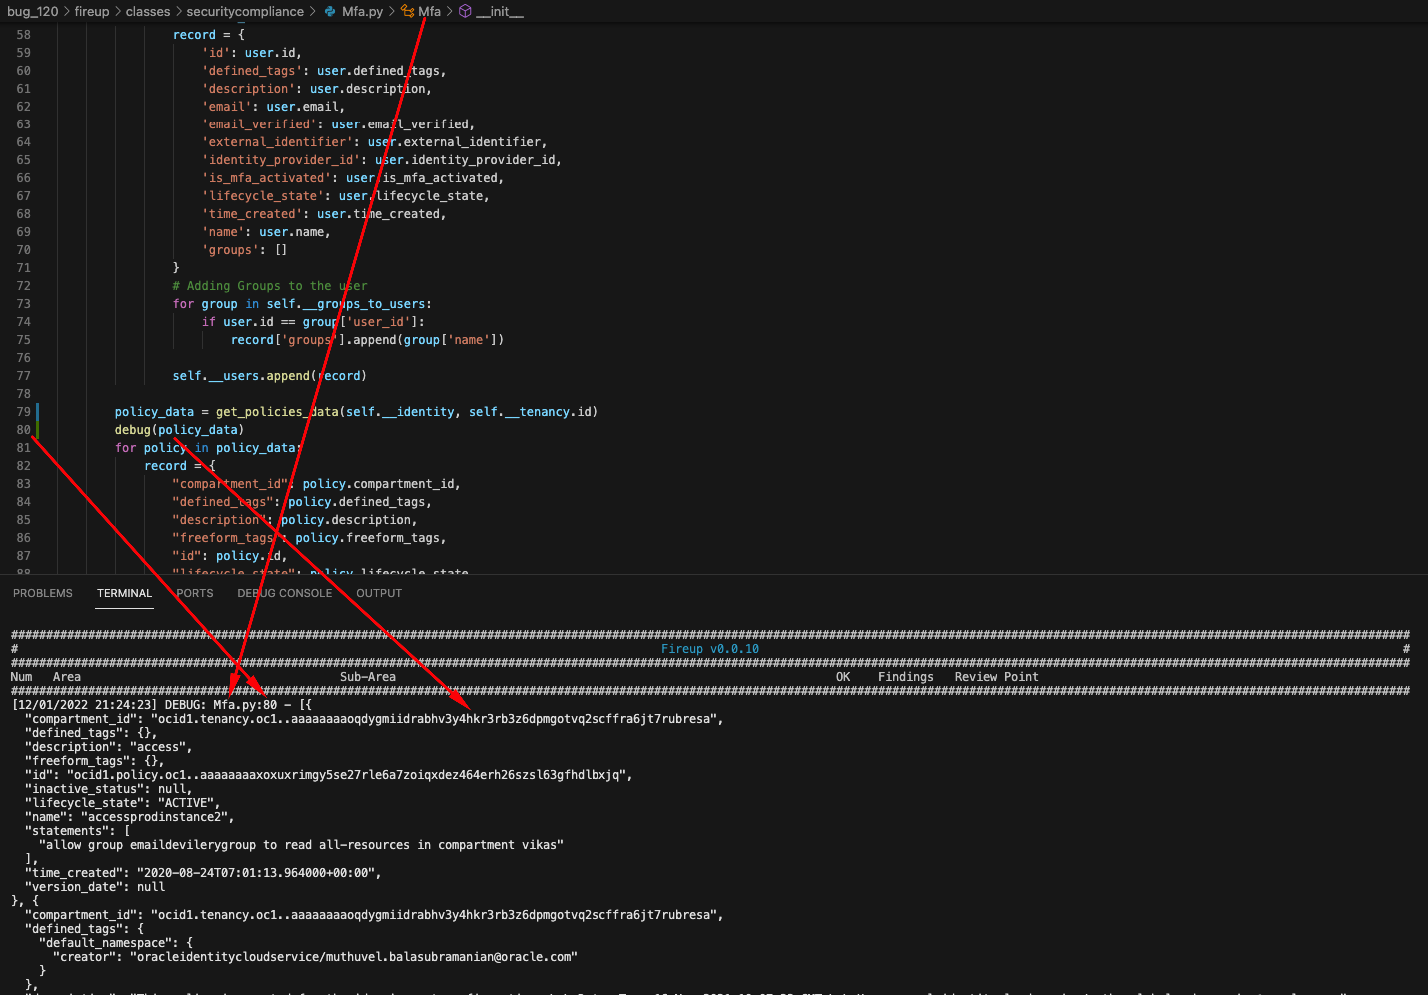 bug_120 > fireup > classes > securitycompliance > Mfa.py > Mfa > __init__
58 record = {
59 'id': user.id,
60 'defined_tags': user.defined_tags,
61 'description': user.description,
62 'email': user.email,
63 'email_verified': user.email_verified,
64 'external_identifier': user.external_identifier,
65 'identity_provider_id': user.identity_provider_id,
66 'is_mfa_activated': user.is_mfa_activated,
67 'lifecycle_state': user.lifecycle_state,
68 'time_created': user.time_created,
69 'name': user.name,
70 'groups': []
71 }
72 # Adding Groups to the user
73 for group in self.__groups_to_users:
74 if user.id == group['user_id']:
75 record['groups'].append(group['name'])
76
77 self.__users.append(record)
78
79 policy_data = get_policies_data(self.__identity, self.__tenancy.id)
80 debug(policy_data)
81 for policy in policy_data:
82 record = {
83 "compartment_id": policy.compartment_id,
84 "defined_tags": policy.defined_tags,
85 "description": policy.description,
86 "freeform_tags": policy.freeform_tags,
87 "id": policy.id,
88 "lifecycle_state": policy.lifecycle_state,
PROBLEMS TERMINAL PORTS DEBUG CONSOLE OUTPUT
# Fireup v0.0.10 #
Num Area Sub-Area OK Findings Review Point
[12/01/2022 21:24:23] DEBUG: Mfa.py:80 - [{
"compartment_id": "ocid1.tenancy.oc1..aaaaaaaaoqdygmiidrabhv3y4hkr3rb3z6dpmgotvq2scffra6jt7rubresa",
"defined_tags": {},
"description": "access",
"freeform_tags": {},
"id": "ocid1.policy.oc1..aaaaaaaaxoxuxrimgy5se27rle6a7zoiqxdez464erh26szsl63gfhdlbxjq",
"inactive_status": null,
"lifecycle_state": "ACTIVE",
"name": "accessprodinstance2",
"statements": [
"allow group emaildevilerygroup to read all-resources in compartment vikas"
],
"time_created": "2020-08-24T07:01:13.964000+00:00",
"version_date": null
}, {
"compartment_id": "ocid1.tenancy.oc1..aaaaaaaaoqdygmiidrabhv3y4hkr3rb3z6dpmgotvq2scffra6jt7rubresa",
"defined_tags": {
"default_namespace": {
"creator": "oracleidentitycloudservice/muthuvel.balasubramanian@oracle.com"
}
},